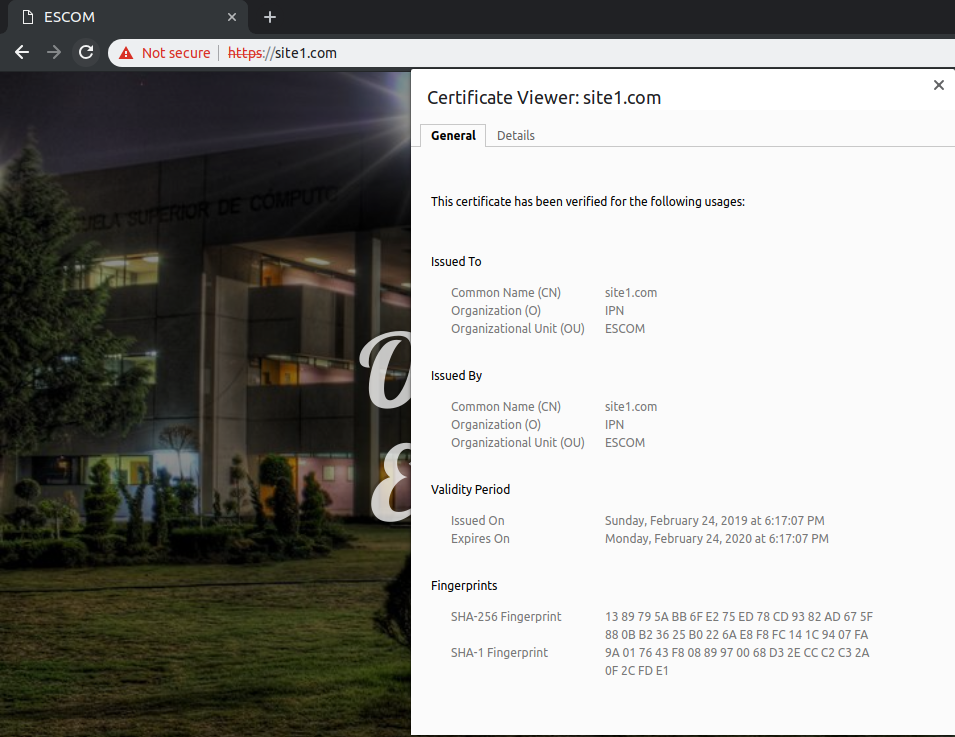 ESCOM
Not secure https://site1.com
Certificate Viewer: site1.com
General Details
This certificate has been verified for the following usages:
Issued To
Common Name (CN) site1.com
Organization (O) IPN
Organizational Unit (OU) ESCOM
Issued By
Common Name (CN) site1.com
Organization (O) IPN
Organizational Unit (OU) ESCOM
Validity Period
Issued On Sunday, February 24, 2019 at 6:17:07 PM
Expires On Monday, February 24, 2020 at 6:17:07 PM
Fingerprints
SHA-256 Fingerprint 13 89 79 5A BB 6F E2 75 ED 78 CD 93 82 AD 67 5F
88 0B B2 36 25 B0 22 6A E8 F8 FC 14 1C 94 07 FA
SHA-1 Fingerprint 9A 01 76 43 F8 08 89 97 00 68 D3 2E CC C2 C3 2A
0F 2C FD E1
SUPERIOR DE CÓMPUTO